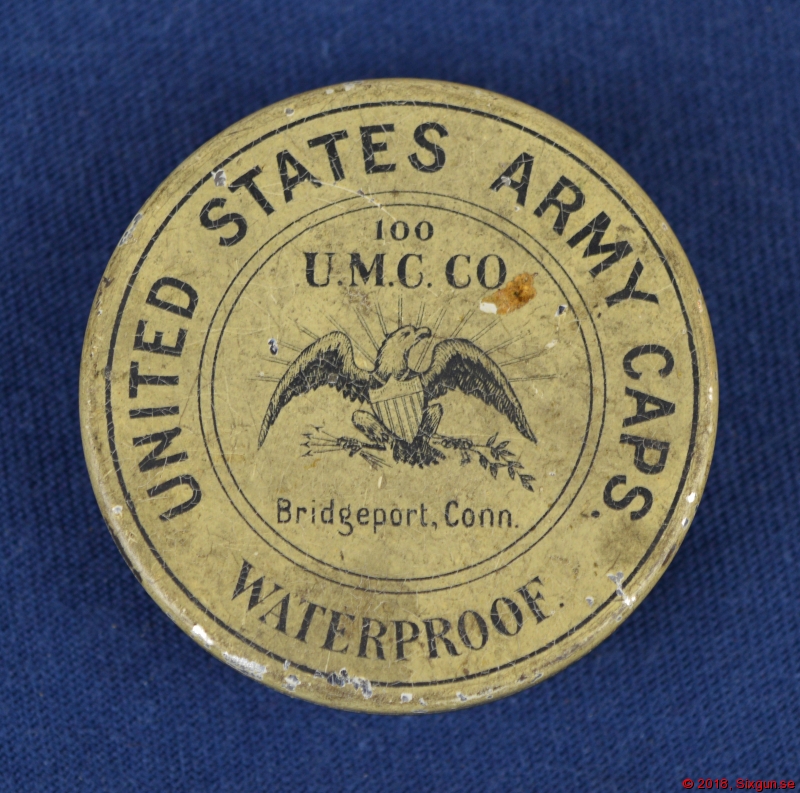 UNITED STATES ARMY CAPS.
100
U.M.C. CO
Bridgeport, Conn.
WATERPROOF.
© 2018, Sixgun.se